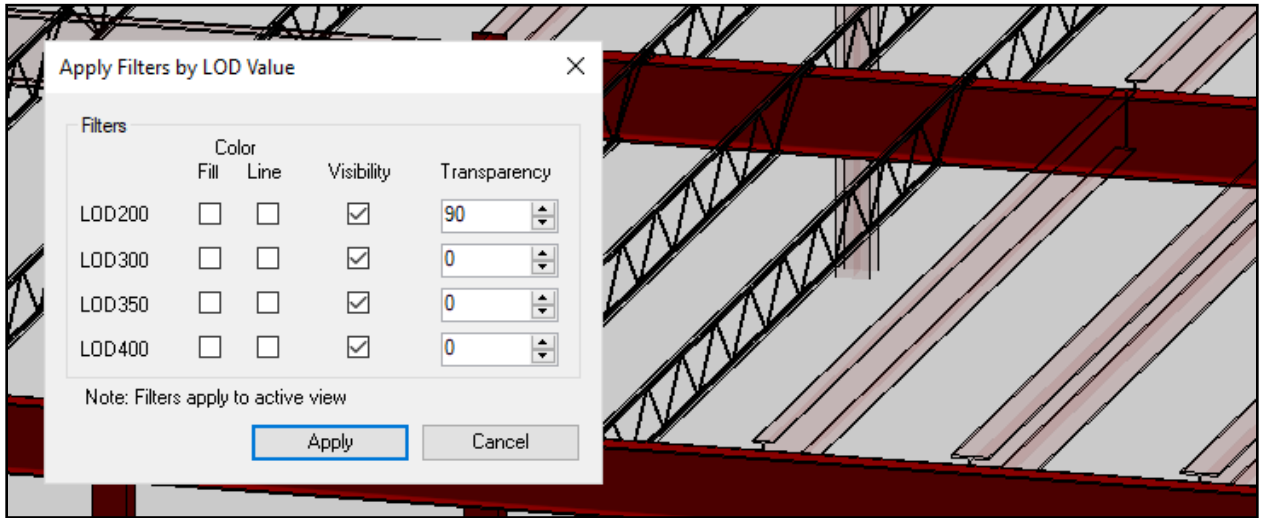 Apply Filters by LOD Value
Filters
Color
Fill Line Visibility Transparency
LOD200 90
LOD300 0
LOD350 0
LOD400 0
Note: Filters apply to active view
Apply Cancel